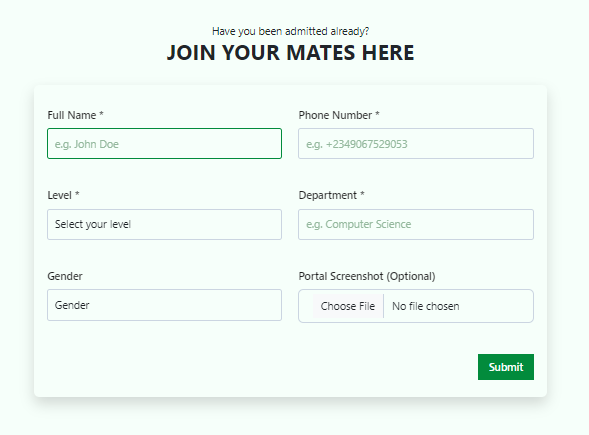 Have you been admitted already?
JOIN YOUR MATES HERE
Full Name *
Phone Number *
e.g. John Doe
e.g. +2349067529053
Level *
Department *
Select your level
e.g. Computer Science
Gender
Portal Screenshot (Optional)
Gender
Choose File No file chosen
Submit